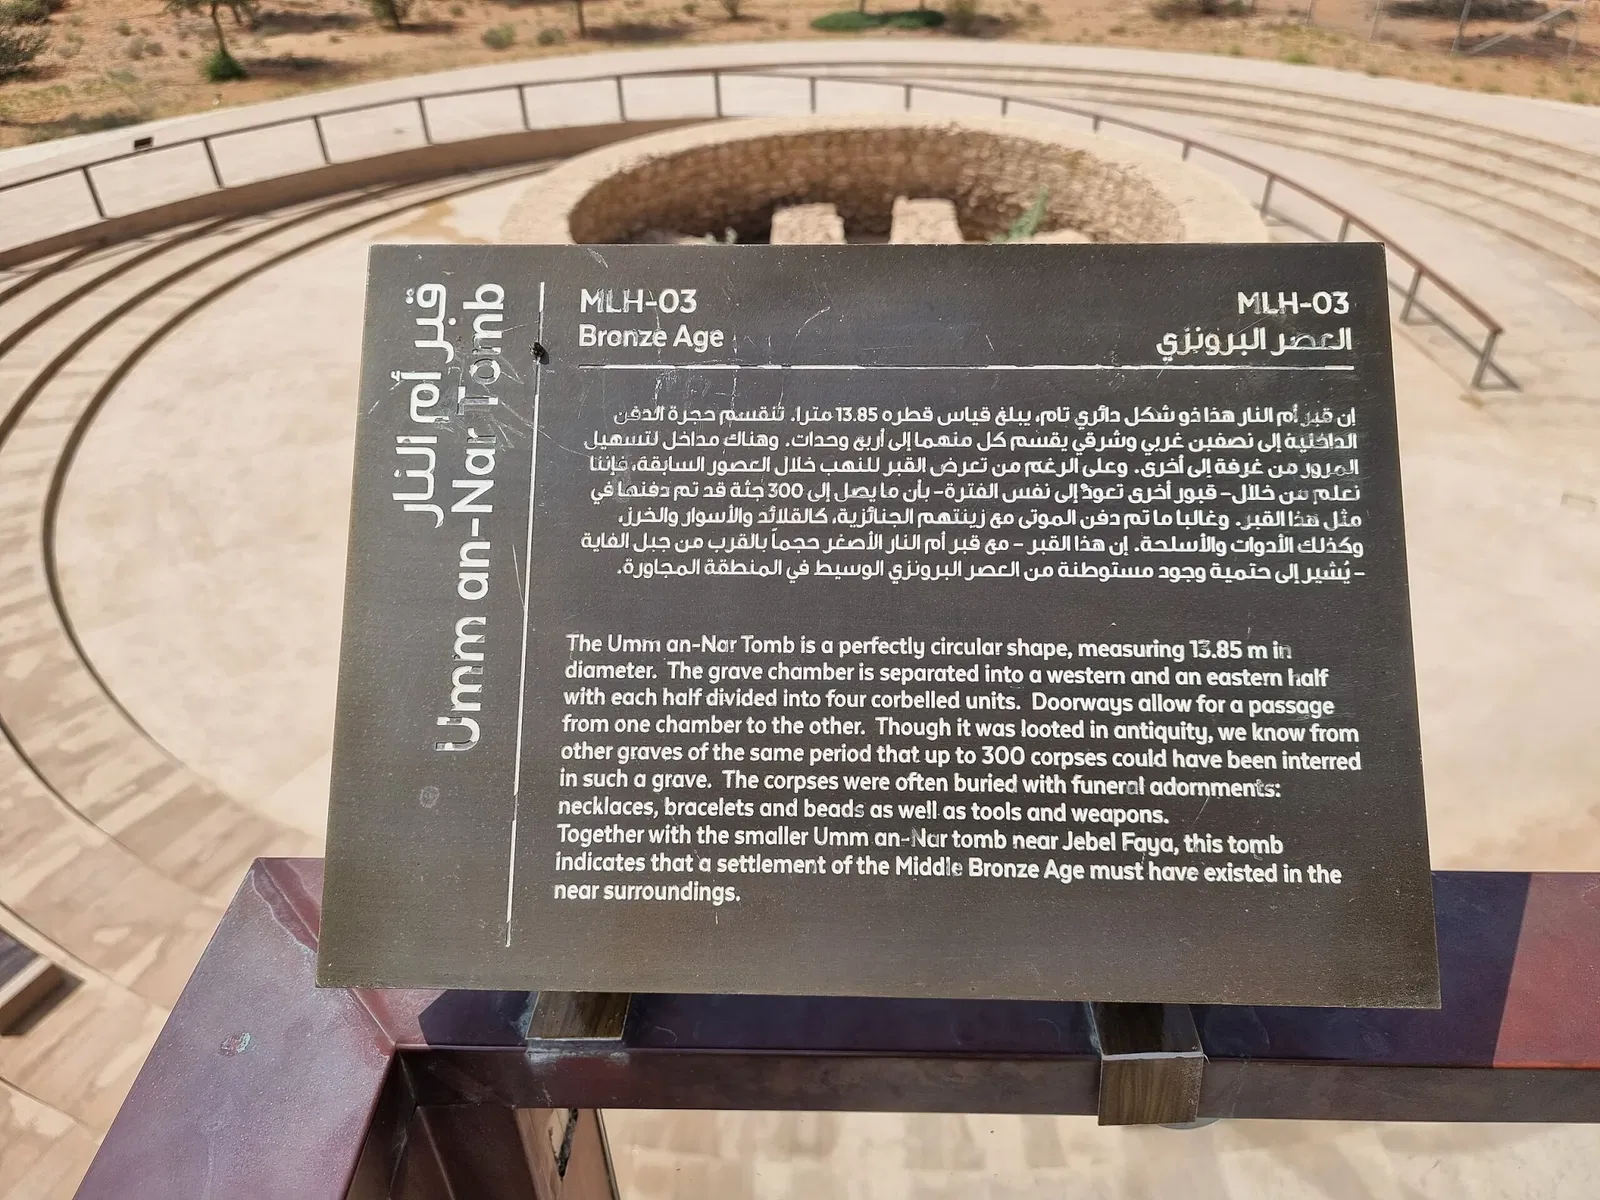 قبر أم النار
Umm an-Nar Tomb
MLH-03
Bronze Age
MLH-03
العصر البرونزي
إن قبر أم النار هذا ذو شكل دائري تام، يبلغ قياس قطره 13.85 مترا. تنقسم حجرة الدفن
الداخلية إلى نصفين غربي وشرقي يقسم كل منهما إلى أربع وحدات. وهناك مداخل لتسهيل
المرور من غرفة إلى أخرى. وعلى الرغم من تعرض القبر للنهب خلال العصور السابقة، فإننا
نعلم من خلال- قبور أخرى تعود إلى نفس الفترة- بأن ما يصل إلى 300 جثة قد تم دفنها في
مثل هذا القبر. وغالبا ما تم دفن الموتى مع زينتهم الجنائزية، كالقلائد والأسوار والخرز،
وكذلك الأدوات والأسلحة. إن هذا القبر - مع قبر أم النار الأصغر حجماً بالقرب من جبل الفاية
- يُشير إلى حتمية وجود مستوطنة من العصر البرونزي الوسيط في المنطقة المجاورة.
The Umm an-Nar Tomb is a perfectly circular shape, measuring 13.85 m in
diameter. The grave chamber is separated into a western and an eastern half
with each half divided into four corbelled units. Doorways allow for a passage
from one chamber to the other. Though it was looted in antiquity, we know from
other graves of the same period that up to 300 corpses could have been interred
in such a grave. The corpses were often buried with funeral adornments:
necklaces, bracelets and beads as well as tools and weapons.
Together with the smaller Umm an-Nar tomb near Jebel Faya, this tomb
indicates that a settlement of the Middle Bronze Age must have existed in the
near surroundings.